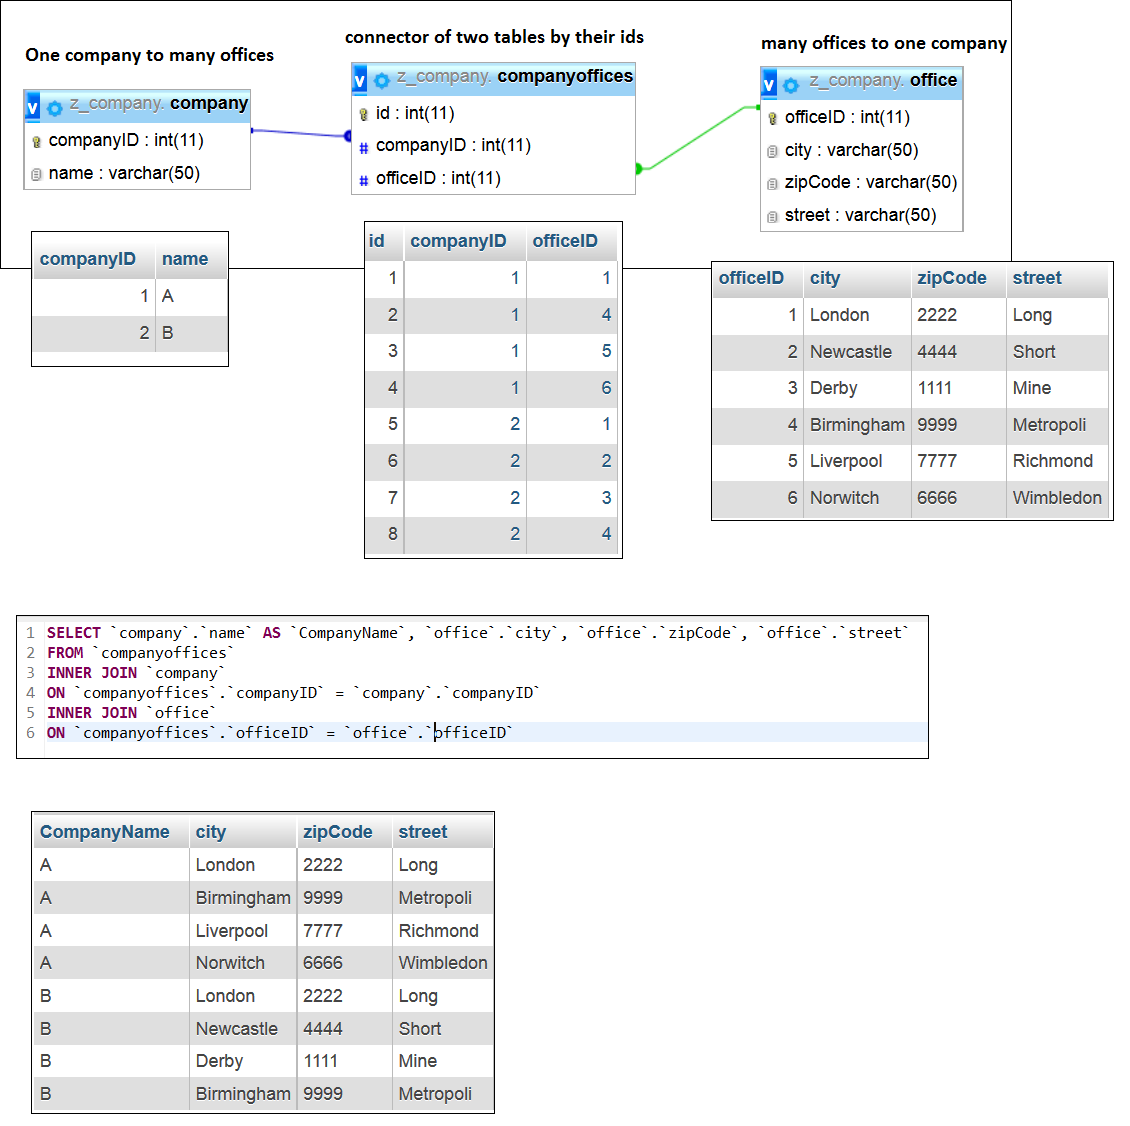 One company to many offices
connector of two tables by their ids
many offices to one company
v z_company. company
companyID : int(11)
name : varchar(50)
v z_company. companyoffices
id : int(11)
# companyID : int(11)
# officeID : int(11)
v z_company. office
officeID : int(11)
city : varchar(50)
zipCode : varchar(50)
street : varchar(50)
companyID name
1 A
2 B
id companyID officeID
1 1 1
2 1 4
3 1 5
4 1 6
5 2 1
6 2 2
7 2 3
8 2 4
officeID city zipCode street
1 London 2222 Long
2 Newcastle 4444 Short
3 Derby 1111 Mine
4 Birmingham 9999 Metropoli
5 Liverpool 7777 Richmond
6 Norwitch 6666 Wimbledon
1 SELECT `company`.`name` AS `CompanyName`, `office`.`city`, `office`.`zipCode`, `office`.`street`
2 FROM `companyoffices`
3 INNER JOIN `company`
4 ON `companyoffices`.`companyID` = `company`.`companyID`
5 INNER JOIN `office`
6 ON `companyoffices`.`officeID` = `office`.`officeID`
CompanyName city zipCode street
A London 2222 Long
A Birmingham 9999 Metropoli
A Liverpool 7777 Richmond
A Norwitch 6666 Wimbledon
B London 2222 Long
B Newcastle 4444 Short
B Derby 1111 Mine
B Birmingham 9999 Metropoli